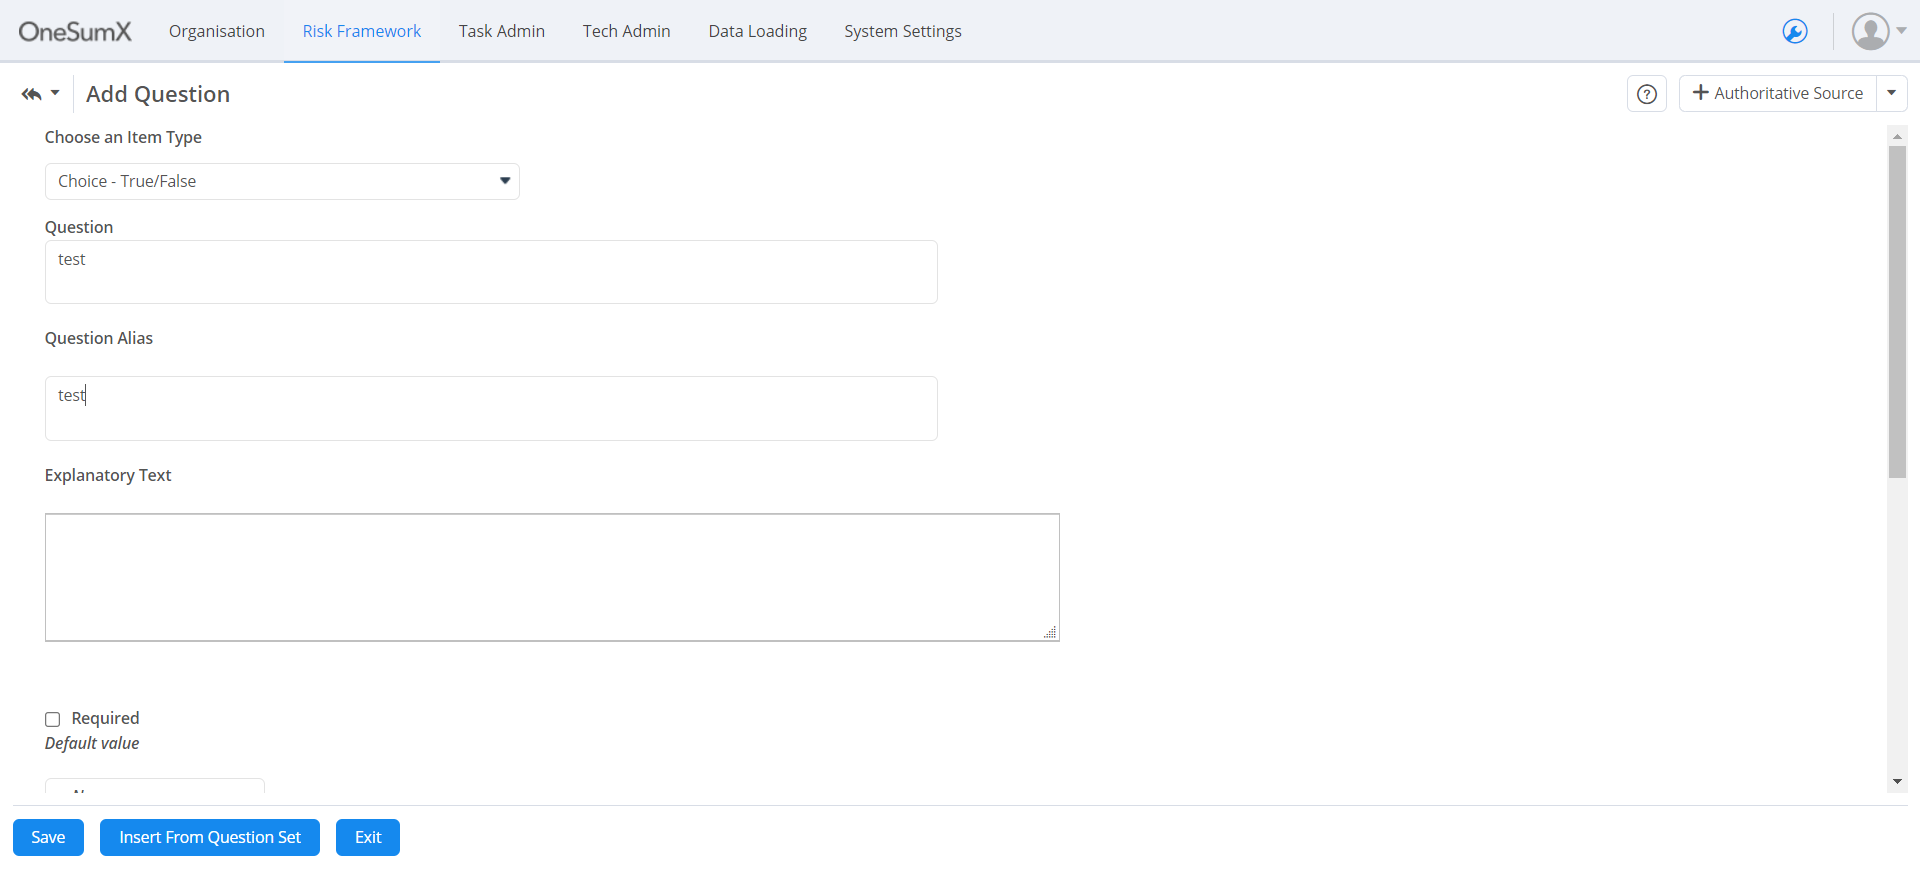 OneSumX Organisation Risk Framework Task Admin Tech Admin Data Loading System Settings
Add Question
? + Authoritative Source
Choose an Item Type
Choice - True/False
Question
test
Question Alias
test
Explanatory Text
Required
Default value
Save Insert From Question Set Exit